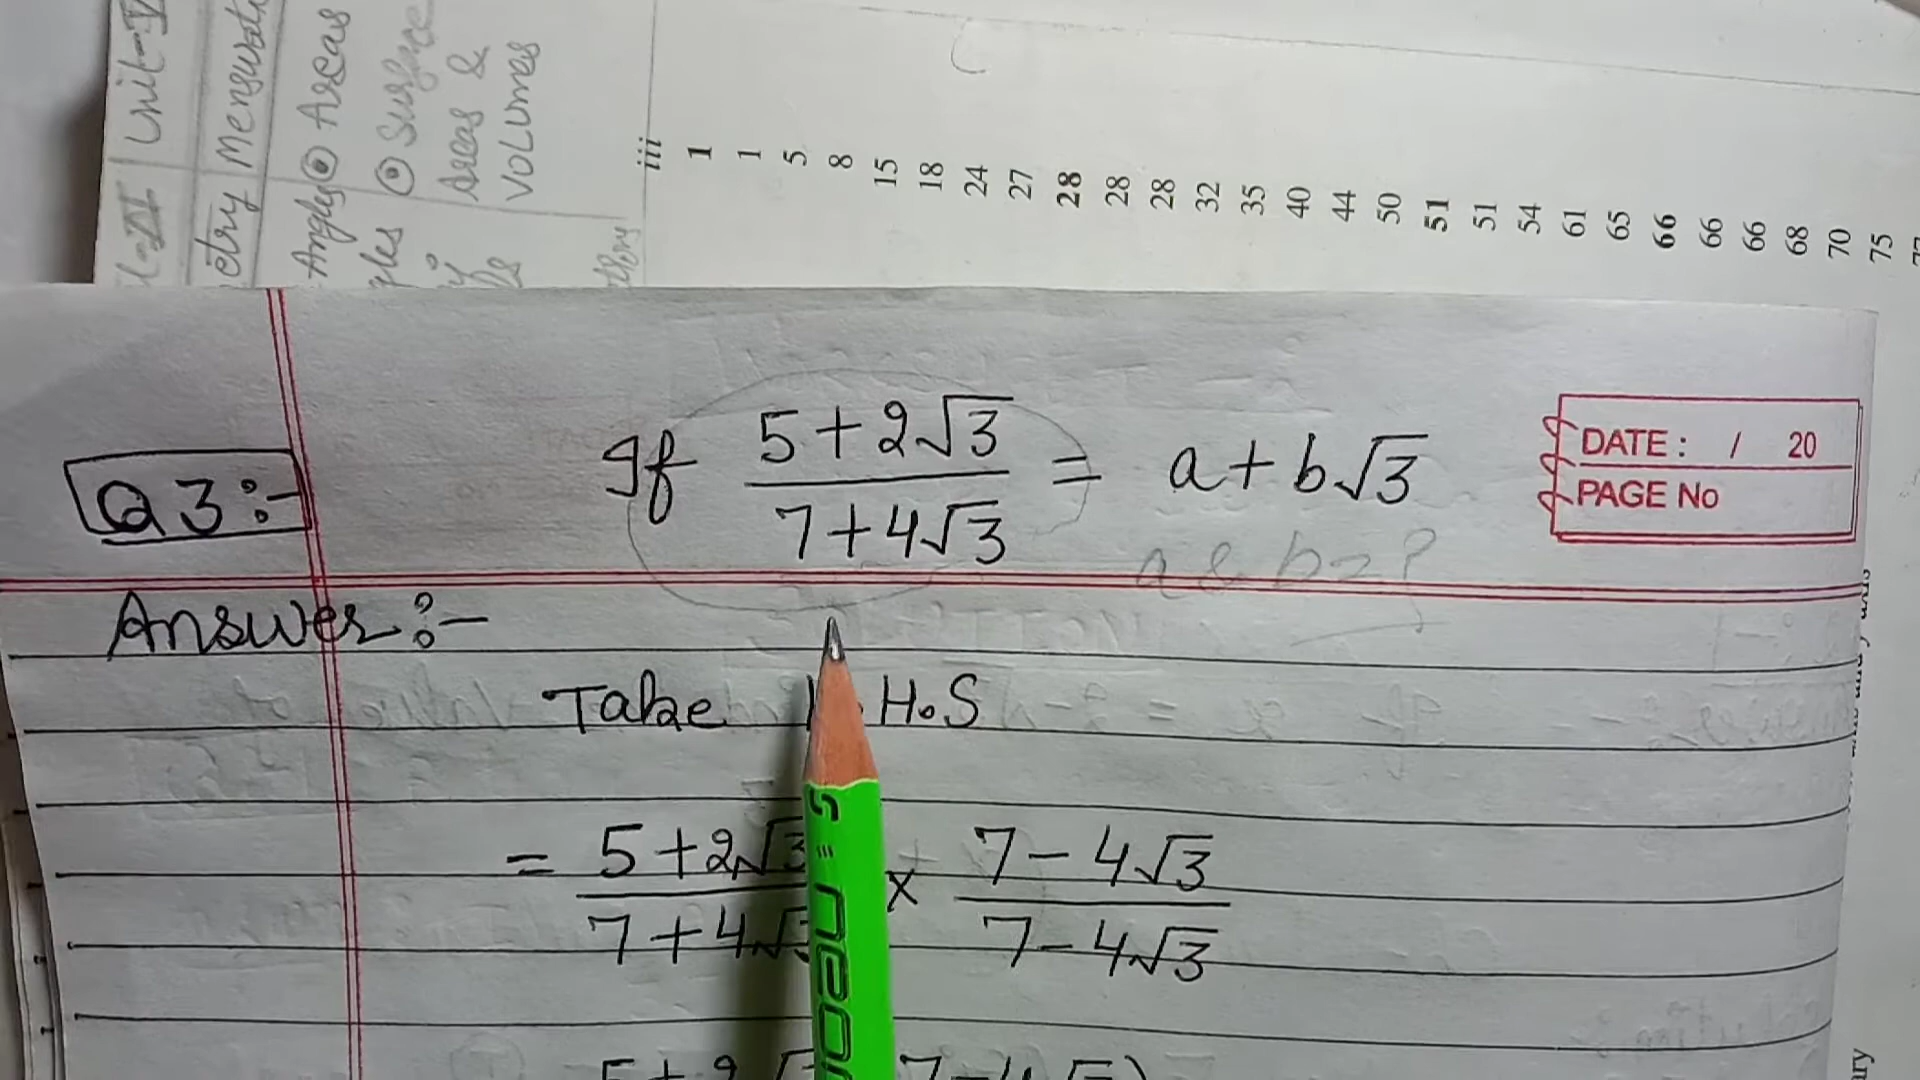 Unit-V
Mensuration
Angles ⊙ Areas
⊙ Surface
Areas &
VOLUMES
iii
1
1
5
8
15
18
24
27
28
28
28
32
35
40
44
50
51
51
54
61
65
66
66
66
68
70
75
Q3:-
If (5+2√3)/(7+4√3) = a+b√3
a & b = ?
DATE: / 20
PAGE No
Answer:-
Take H.S
= (5+2√3)/(7+4√3) × (7-4√3)/(7-4√3)